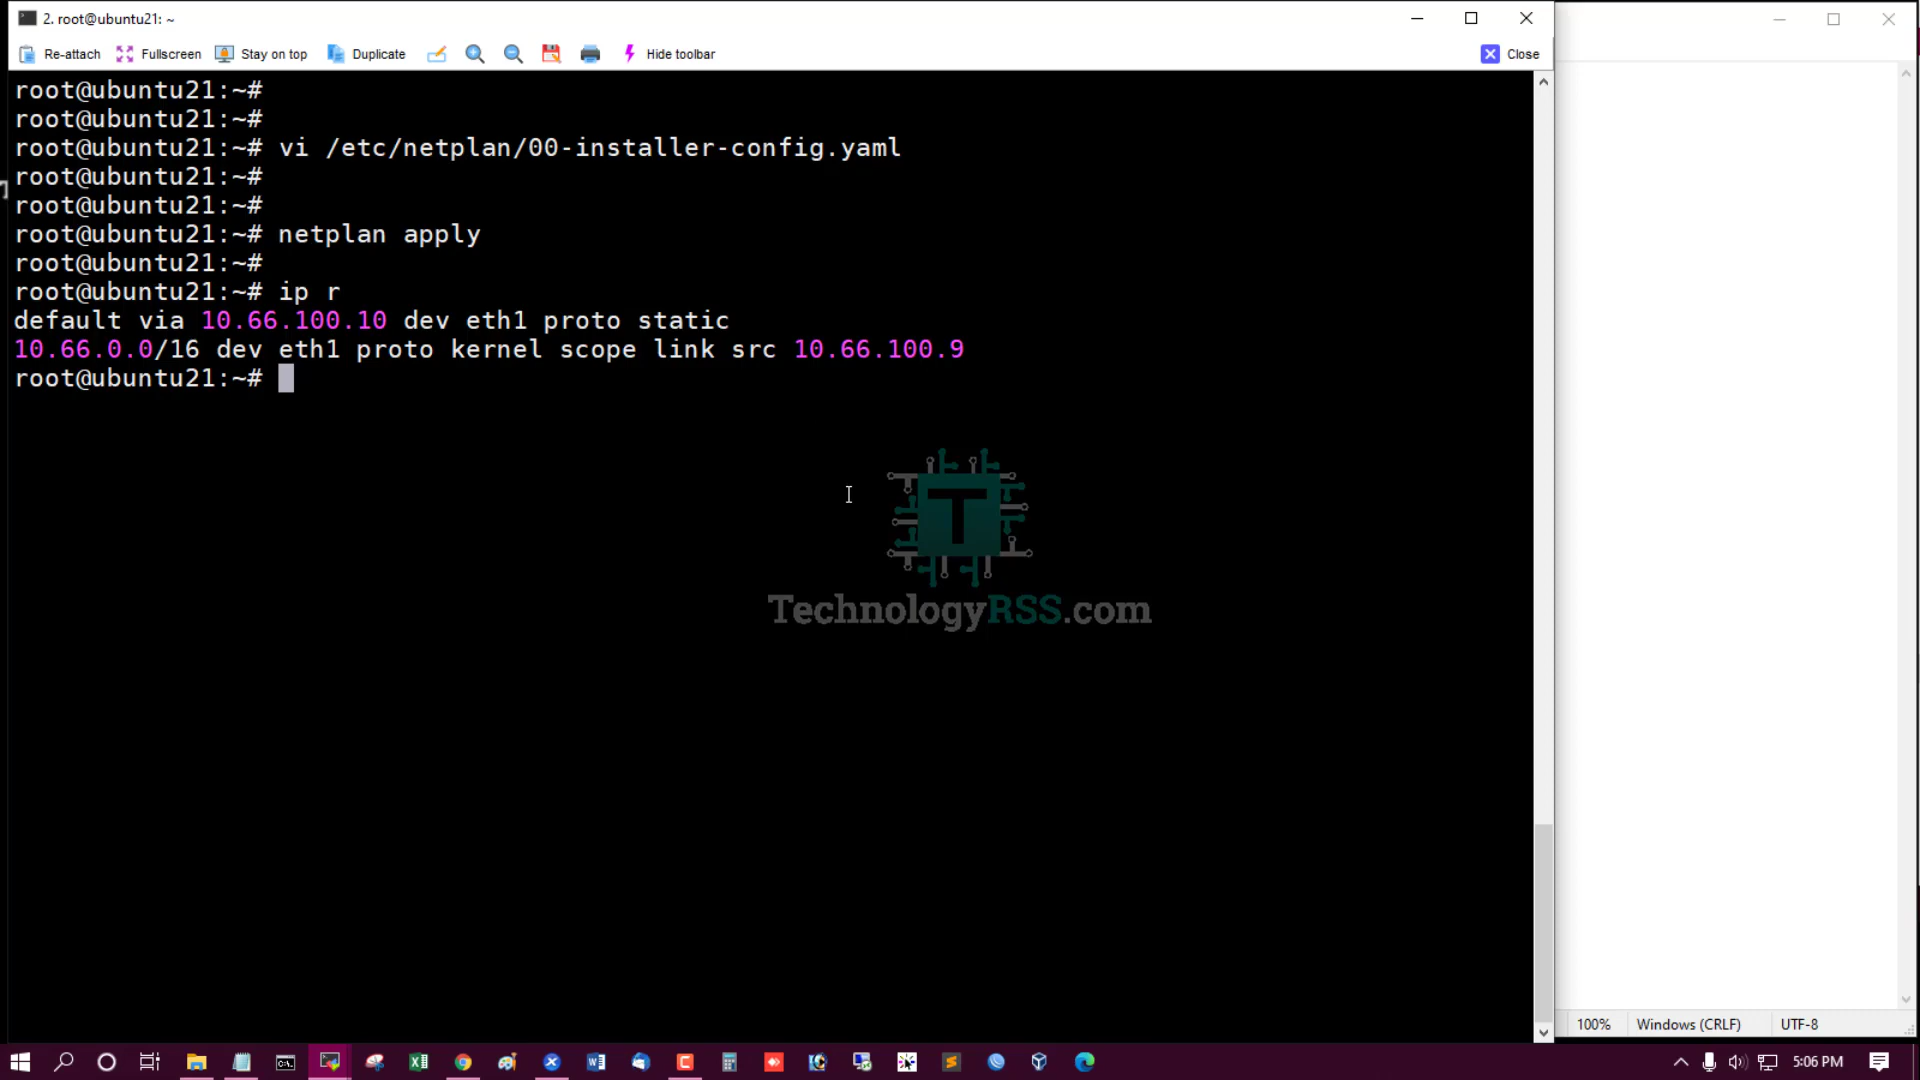 2. root@ubuntu21: ~
Re-attach Fullscreen Stay on top Duplicate Hide toolbar Close
root@ubuntu21:~#
root@ubuntu21:~#
root@ubuntu21:~# vi /etc/netplan/00-installer-config.yaml
root@ubuntu21:~#
root@ubuntu21:~#
root@ubuntu21:~# netplan apply
root@ubuntu21:~#
root@ubuntu21:~# ip r
default via 10.66.100.10 dev eth1 proto static
10.66.0.0/16 dev eth1 proto kernel scope link src 10.66.100.9
root@ubuntu21:~#
T
TechnologyRSS.com
100% Windows (CRLF) UTF-8
5:06 PM